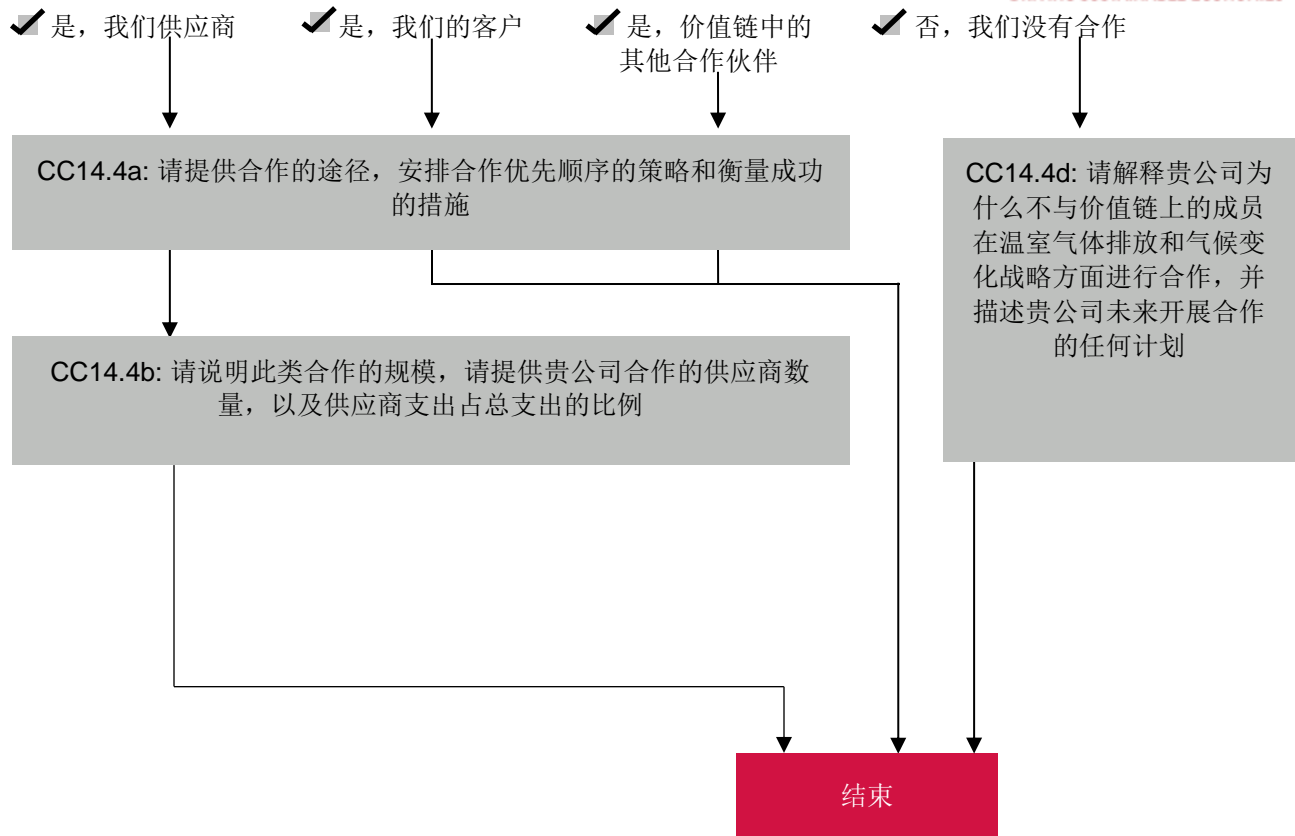 是，我们供应商
是，我们的客户
是，价值链中的
其他合作伙伴
否，我们没有合作
CC14.4a: 请提供合作的途径，安排合作优先顺序的策略和衡量成功
的措施
CC14.4d: 请解释贵公司为
什么不与价值链上的成员
在温室气体排放和气候变
化战略方面进行合作，并
描述贵公司未来开展合作
的任何计划
CC14.4b: 请说明此类合作的规模，请提供贵公司合作的供应商数
量，以及供应商支出占总支出的比例
结束